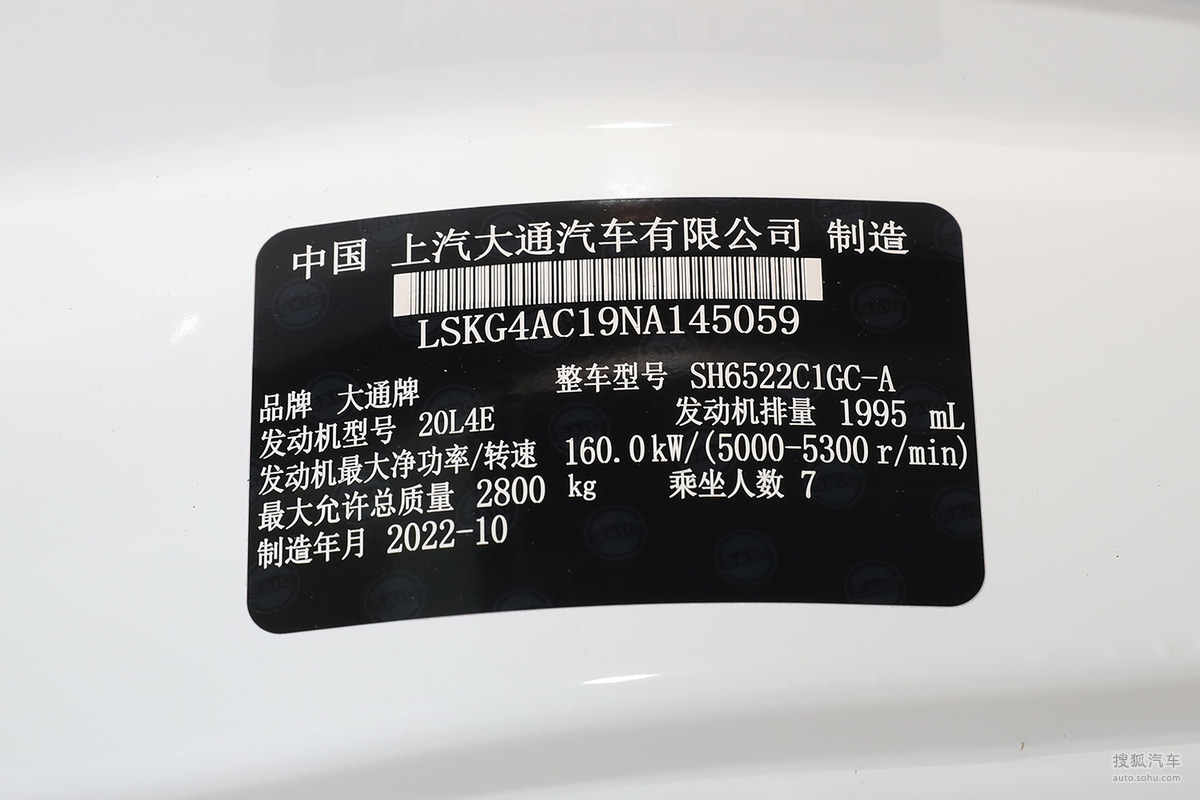 中国 上汽大通汽车有限公司 制造
LSKG4AC19NA145059
品牌 大通牌 整车型号 SH6522C1GC-A
发动机型号 20L4E 发动机排量 1995 mL
发动机最大净功率/转速 160.0kW/(5000-5300 r/min)
最大允许总质量 2800 kg 乘坐人数 7
制造年月 2022-10
搜狐汽车
auto.sohu.com